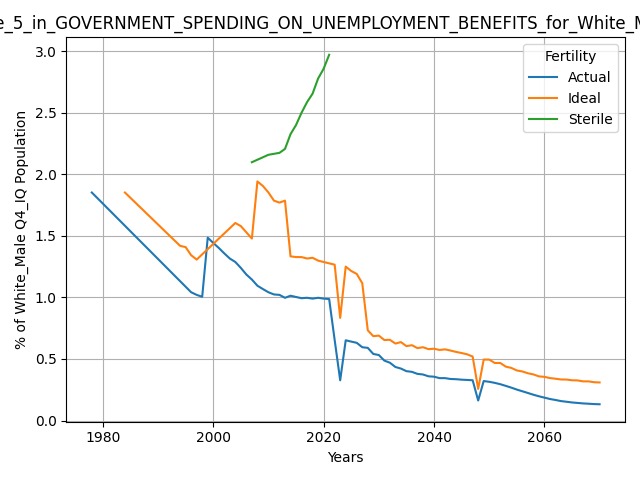 e_5_in_GOVERNMENT_SPENDING_ON_UNEMPLOYMENT_BENEFITS_for_White_M
Fertility
Actual
Ideal
Sterile
% of White_Male Q4_IQ Population
3.0
2.5
2.0
1.5
1.0
0.5
0.0
1980 2000 2020 2040 2060
Years